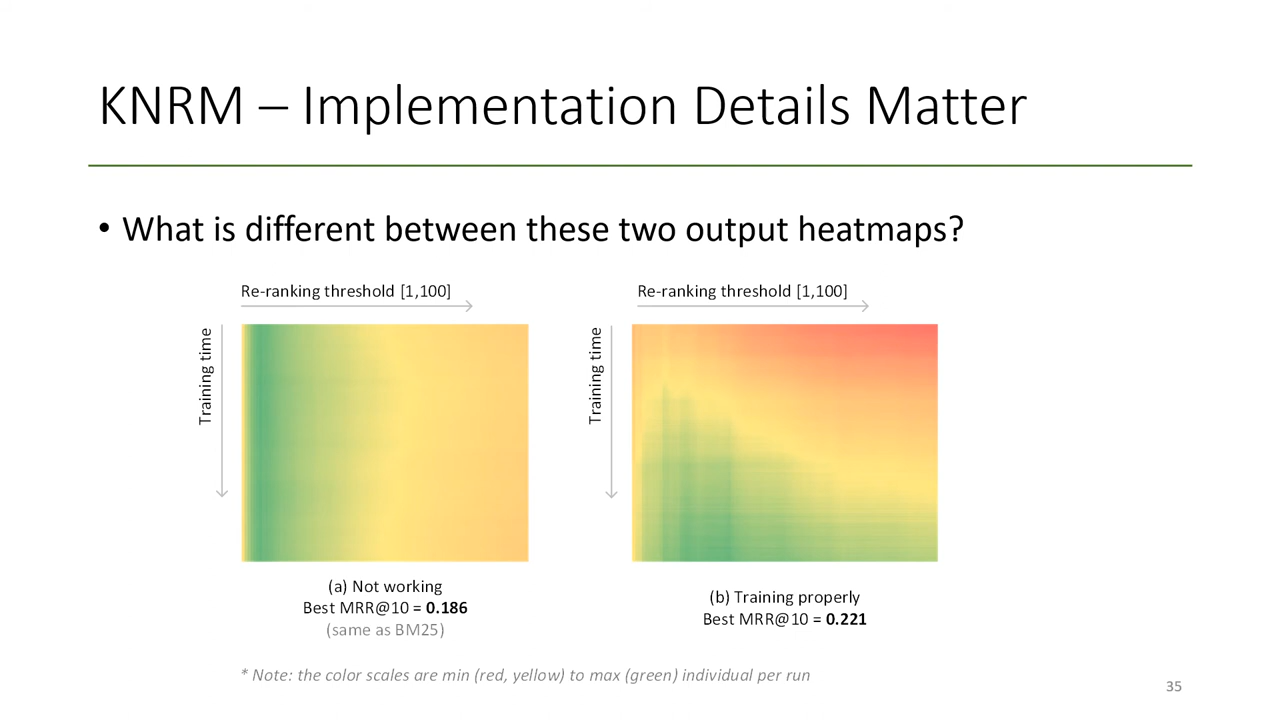 KNRM – Implementation Details Matter
• What is different between these two output heatmaps?
Re-ranking threshold [1,100]
Training time
(a) Not working
Best MRR@10 = 0.186
(same as BM25)
Re-ranking threshold [1,100]
Training time
(b) Training properly
Best MRR@10 = 0.221
* Note: the color scales are min (red, yellow) to max (green) individual per run
35